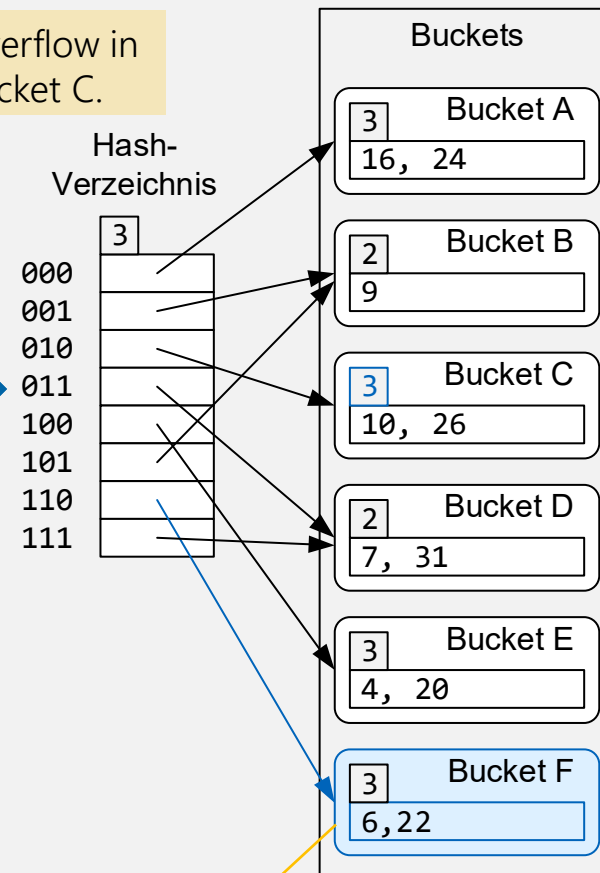 erflow in
cket C.
Hash-
Verzeichnis
3
000
001
010
011
100
101
110
111
Buckets
Bucket A
3
16, 24
Bucket B
2
9
Bucket C
3
10, 26
Bucket D
2
7, 31
Bucket E
3
4, 20
Bucket F
3
6,22